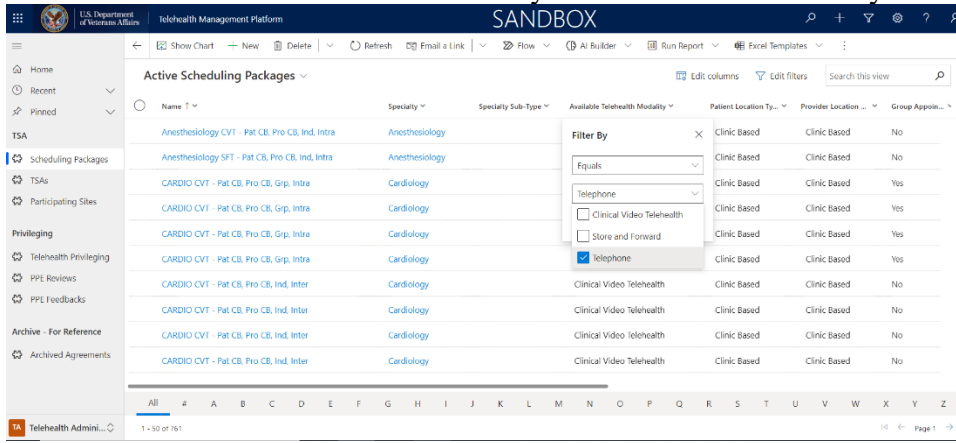 U.S. Department
of Veterans Affairs
Telehealth Management Platform
SANDBOX
Show Chart
New
Delete
Refresh
Email a Link
Flow
AI Builder
Run Report
Excel Templates
Home
Recent
Pinned
TSA
Scheduling Packages
TSAs
Participating Sites
Privileging
Telehealth Privileging
PPE Reviews
PPE Feedbacks
Archive - For Reference
Archived Agreements
TA Telehealth Admini...
Active Scheduling Packages
Edit columns
Edit filters
Search this view
Name Specialty Specialty Sub-Type Available Telehealth Modality Patient Location Ty... Provider Location ... Group Appoin...
Anesthesiology CVT - Pat CB, Pro CB, Ind, Intra Anesthesiology Clinic Based Clinic Based No
Anesthesiology SFT - Pat CB, Pro CB, Ind, Intra Anesthesiology Clinic Based Clinic Based No
CARDIO CVT - Pat CB, Pro CB, Grp, Intra Cardiology Clinic Based Clinic Based Yes
CARDIO CVT - Pat CB, Pro CB, Grp, Intra Cardiology Clinic Based Clinic Based Yes
CARDIO CVT - Pat CB, Pro CB, Grp, Intra Cardiology Clinic Based Clinic Based Yes
CARDIO CVT - Pat CB, Pro CB, Grp, Intra Cardiology Clinic Based Clinic Based Yes
CARDIO CVT - Pat CB, Pro CB, Ind, Inter Cardiology Clinical Video Telehealth Clinic Based Clinic Based No
CARDIO CVT - Pat CB, Pro CB, Ind, Inter Cardiology Clinical Video Telehealth Clinic Based Clinic Based No
CARDIO CVT - Pat CB, Pro CB, Ind, Inter Cardiology Clinical Video Telehealth Clinic Based Clinic Based No
CARDIO CVT - Pat CB, Pro CB, Ind, Inter Cardiology Clinical Video Telehealth Clinic Based Clinic Based No
Filter By
Equals
Telephone
Clinical Video Telehealth
Store and Forward
Telephone
All # A B C D E F G H I J K L M N O P Q R S T U V W X Y Z
1 - 50 of 761
Page 1